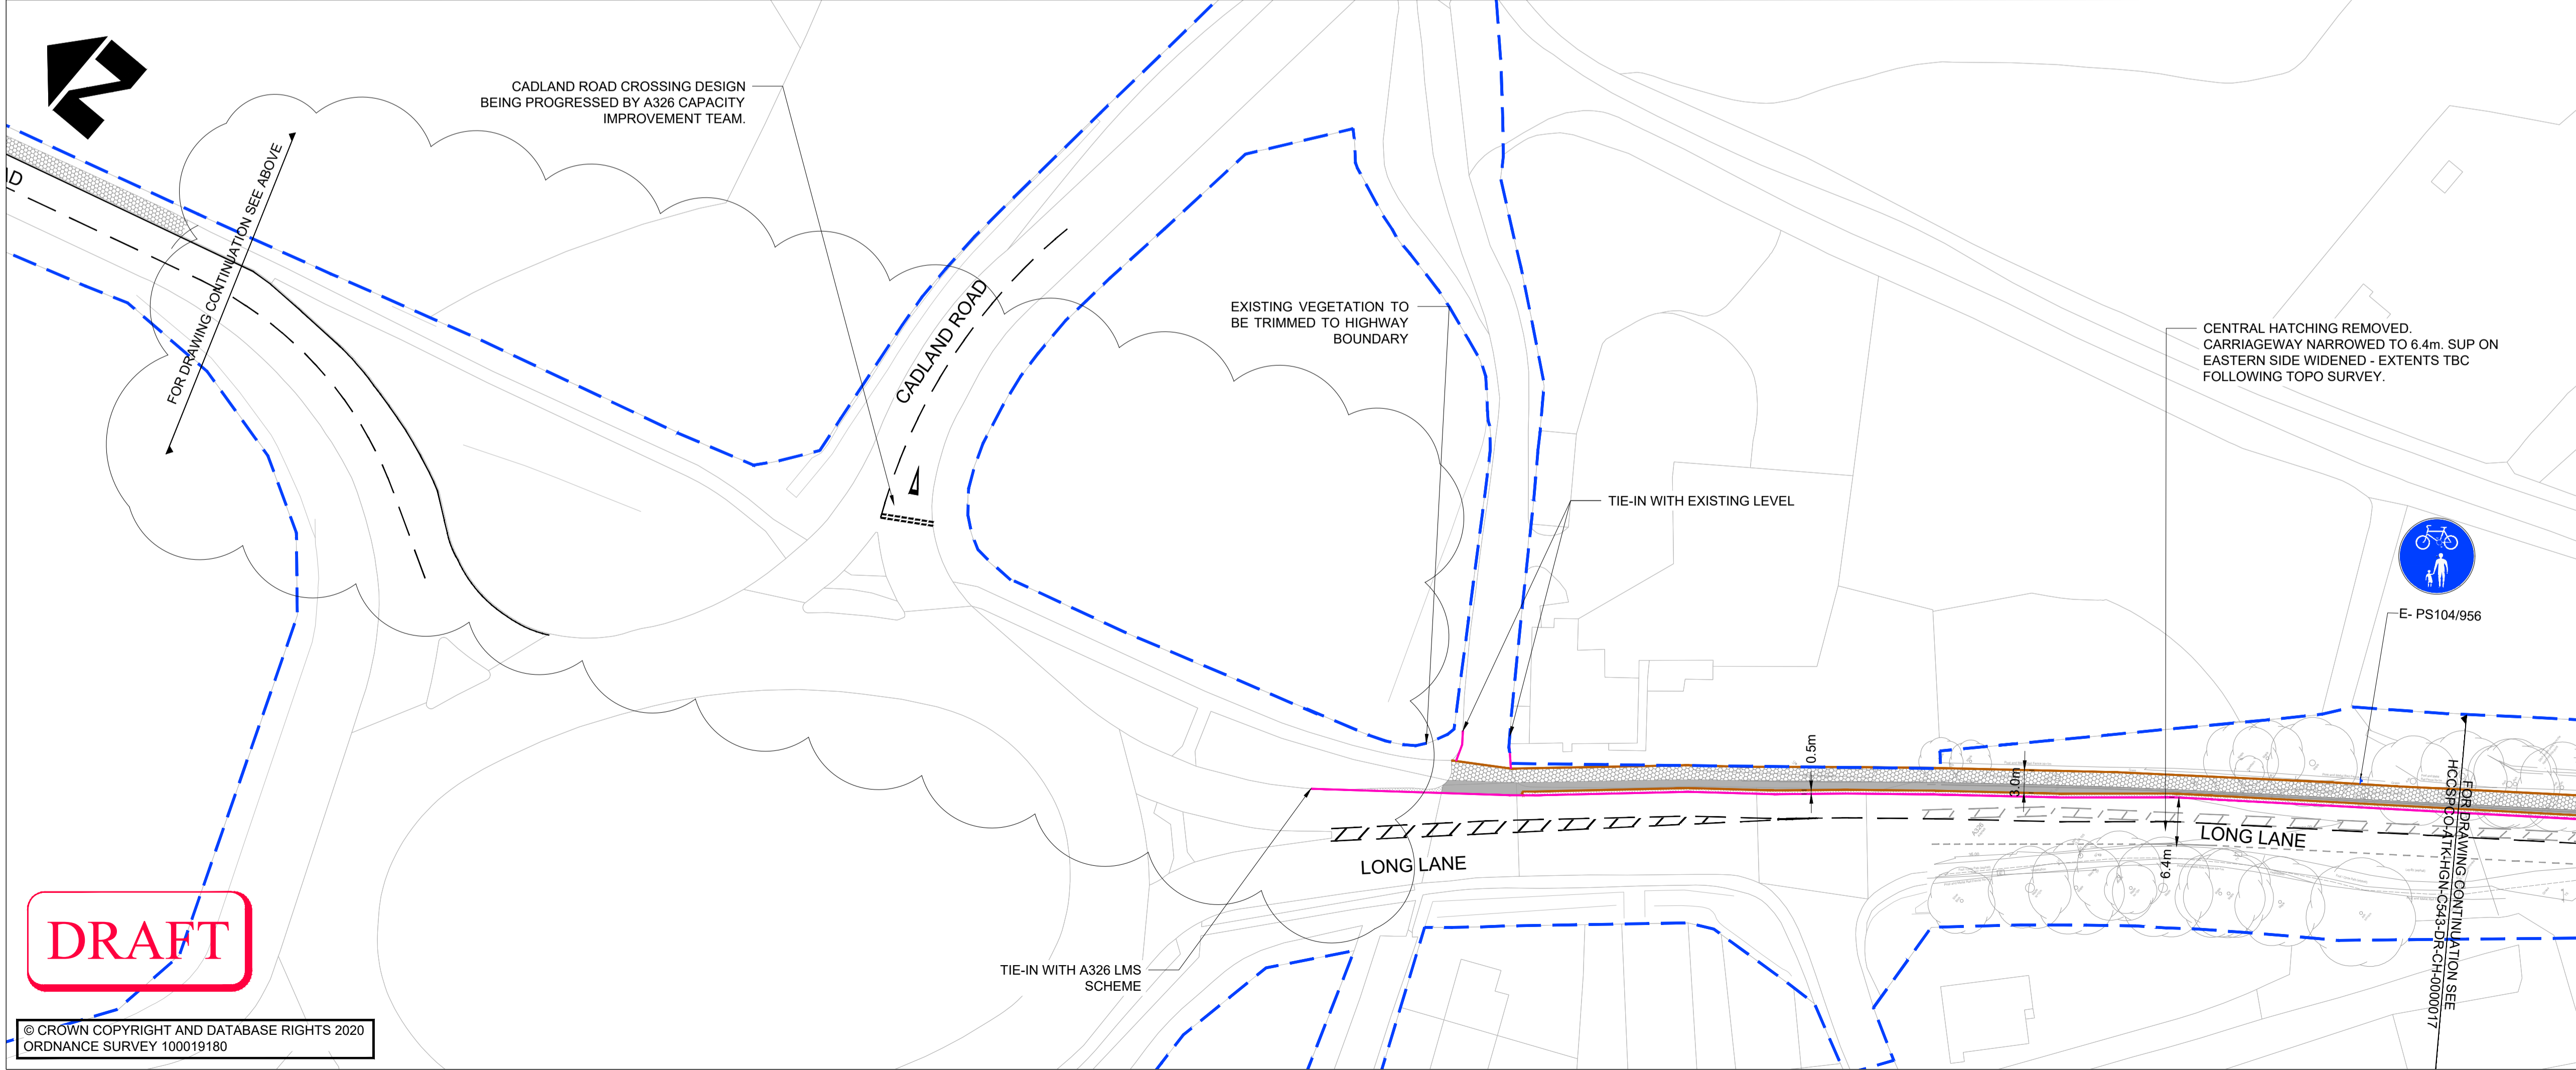 CADLAND ROAD CROSSING DESIGN
BEING PROGRESSED BY A326 CAPACITY
IMPROVEMENT TEAM.
FOR DRAWING CONTINUATION SEE ABOVE
CADLAND ROAD
EXISTING VEGETATION TO
BE TRIMMED TO HIGHWAY
BOUNDARY
CENTRAL HATCHING REMOVED.
CARRIAGEWAY NARROWED TO 6.4m. SUP ON
EASTERN SIDE WIDENED - EXTENTS TBC
FOLLOWING TOPO SURVEY.
TIE-IN WITH EXISTING LEVEL
E- PS104/956
0.5m
3.0m
6.4m
LONG LANE
LONG LANE
FOR DRAWING CONTINUATION SEE
HCCSPCO-ATK-HGN-C543-DR-CH-0000017
TIE-IN WITH A326 LMS
SCHEME
DRAFT
© CROWN COPYRIGHT AND DATABASE RIGHTS 2020
ORDNANCE SURVEY 100019180